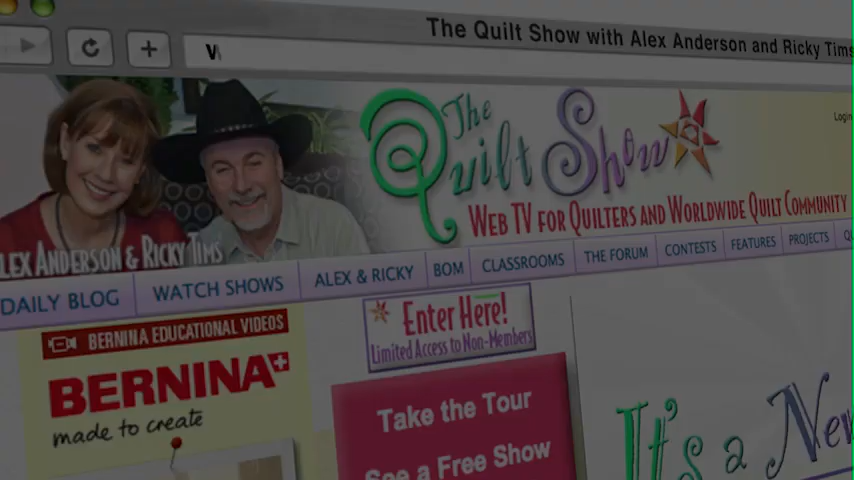 The Quilt Show with Alex Anderson and Ricky Tims
W
Login
The Quilt Show
WEB TV FOR QUILTERS AND WORLDWIDE QUILT COMMUNITY
LEX ANDERSON & RICKY TIMS
DAILY BLOG WATCH SHOWS ALEX & RICKY BOM CLASSROOMS THE FORUM CONTESTS FEATURES PROJECTS QU
BERNINA EDUCATIONAL VIDEOS
BERNINA
made to create
Enter Here!
Limited Access to Non-Members
Take the Tour
See a Free Show
It's a New